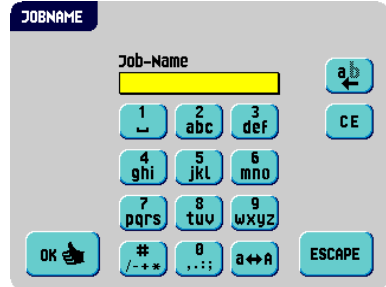 JOBNAME
Job-Name
ab
1 2 3
␣ abc def
CE
4 5 6
ghi jkl mno
7 8 9
pqrs tuv wxyz
OK # 0 a↔A ESCAPE
/-+* ,.:;